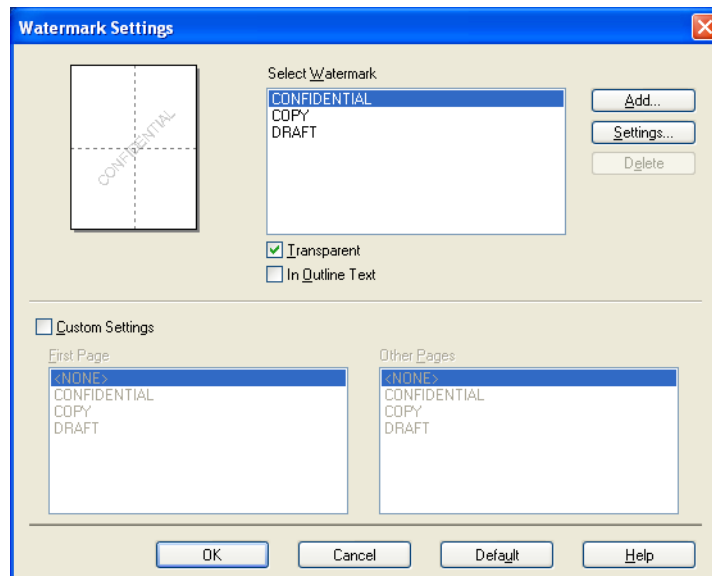 Watermark Settings
CONFIDENTIAL
Select Watermark
CONFIDENTIAL
COPY
DRAFT
Add...
Settings...
Delete
Transparent
In Outline Text
Custom Settings
First Page
<NONE>
CONFIDENTIAL
COPY
DRAFT
Other Pages
<NONE>
CONFIDENTIAL
COPY
DRAFT
OK
Cancel
Default
Help